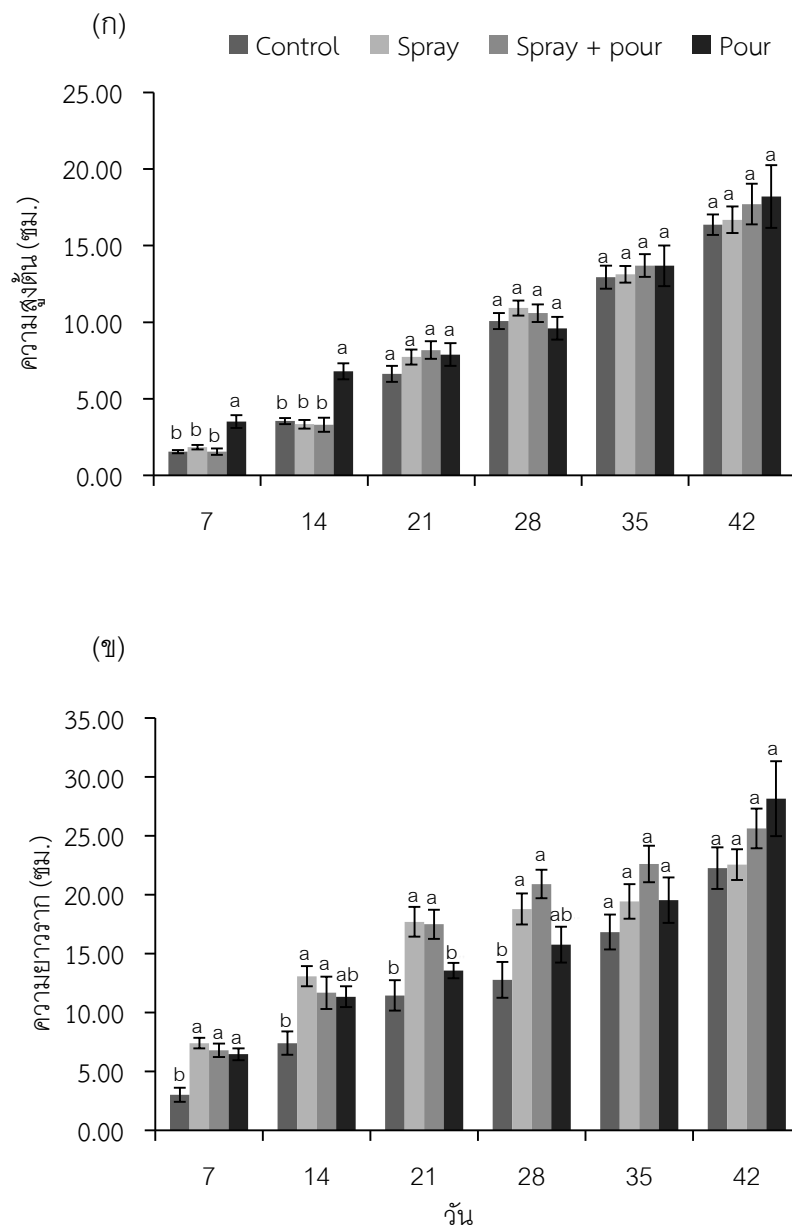 (ก)
Control Spray Spray + pour Pour
25.00
20.00
15.00
10.00
5.00
0.00
ความสูงต้น (ซม.)
b b b a
b b b a
a a a a
a a a a
a a a a
a a a a
7 14 21 28 35 42
(ข)
35.00
30.00
25.00
20.00
15.00
10.00
5.00
0.00
ความยาวราก (ซม.)
b a a a
b a a ab
b a a b
b a a ab
a a a a
a a a a
7 14 21 28 35 42
วัน